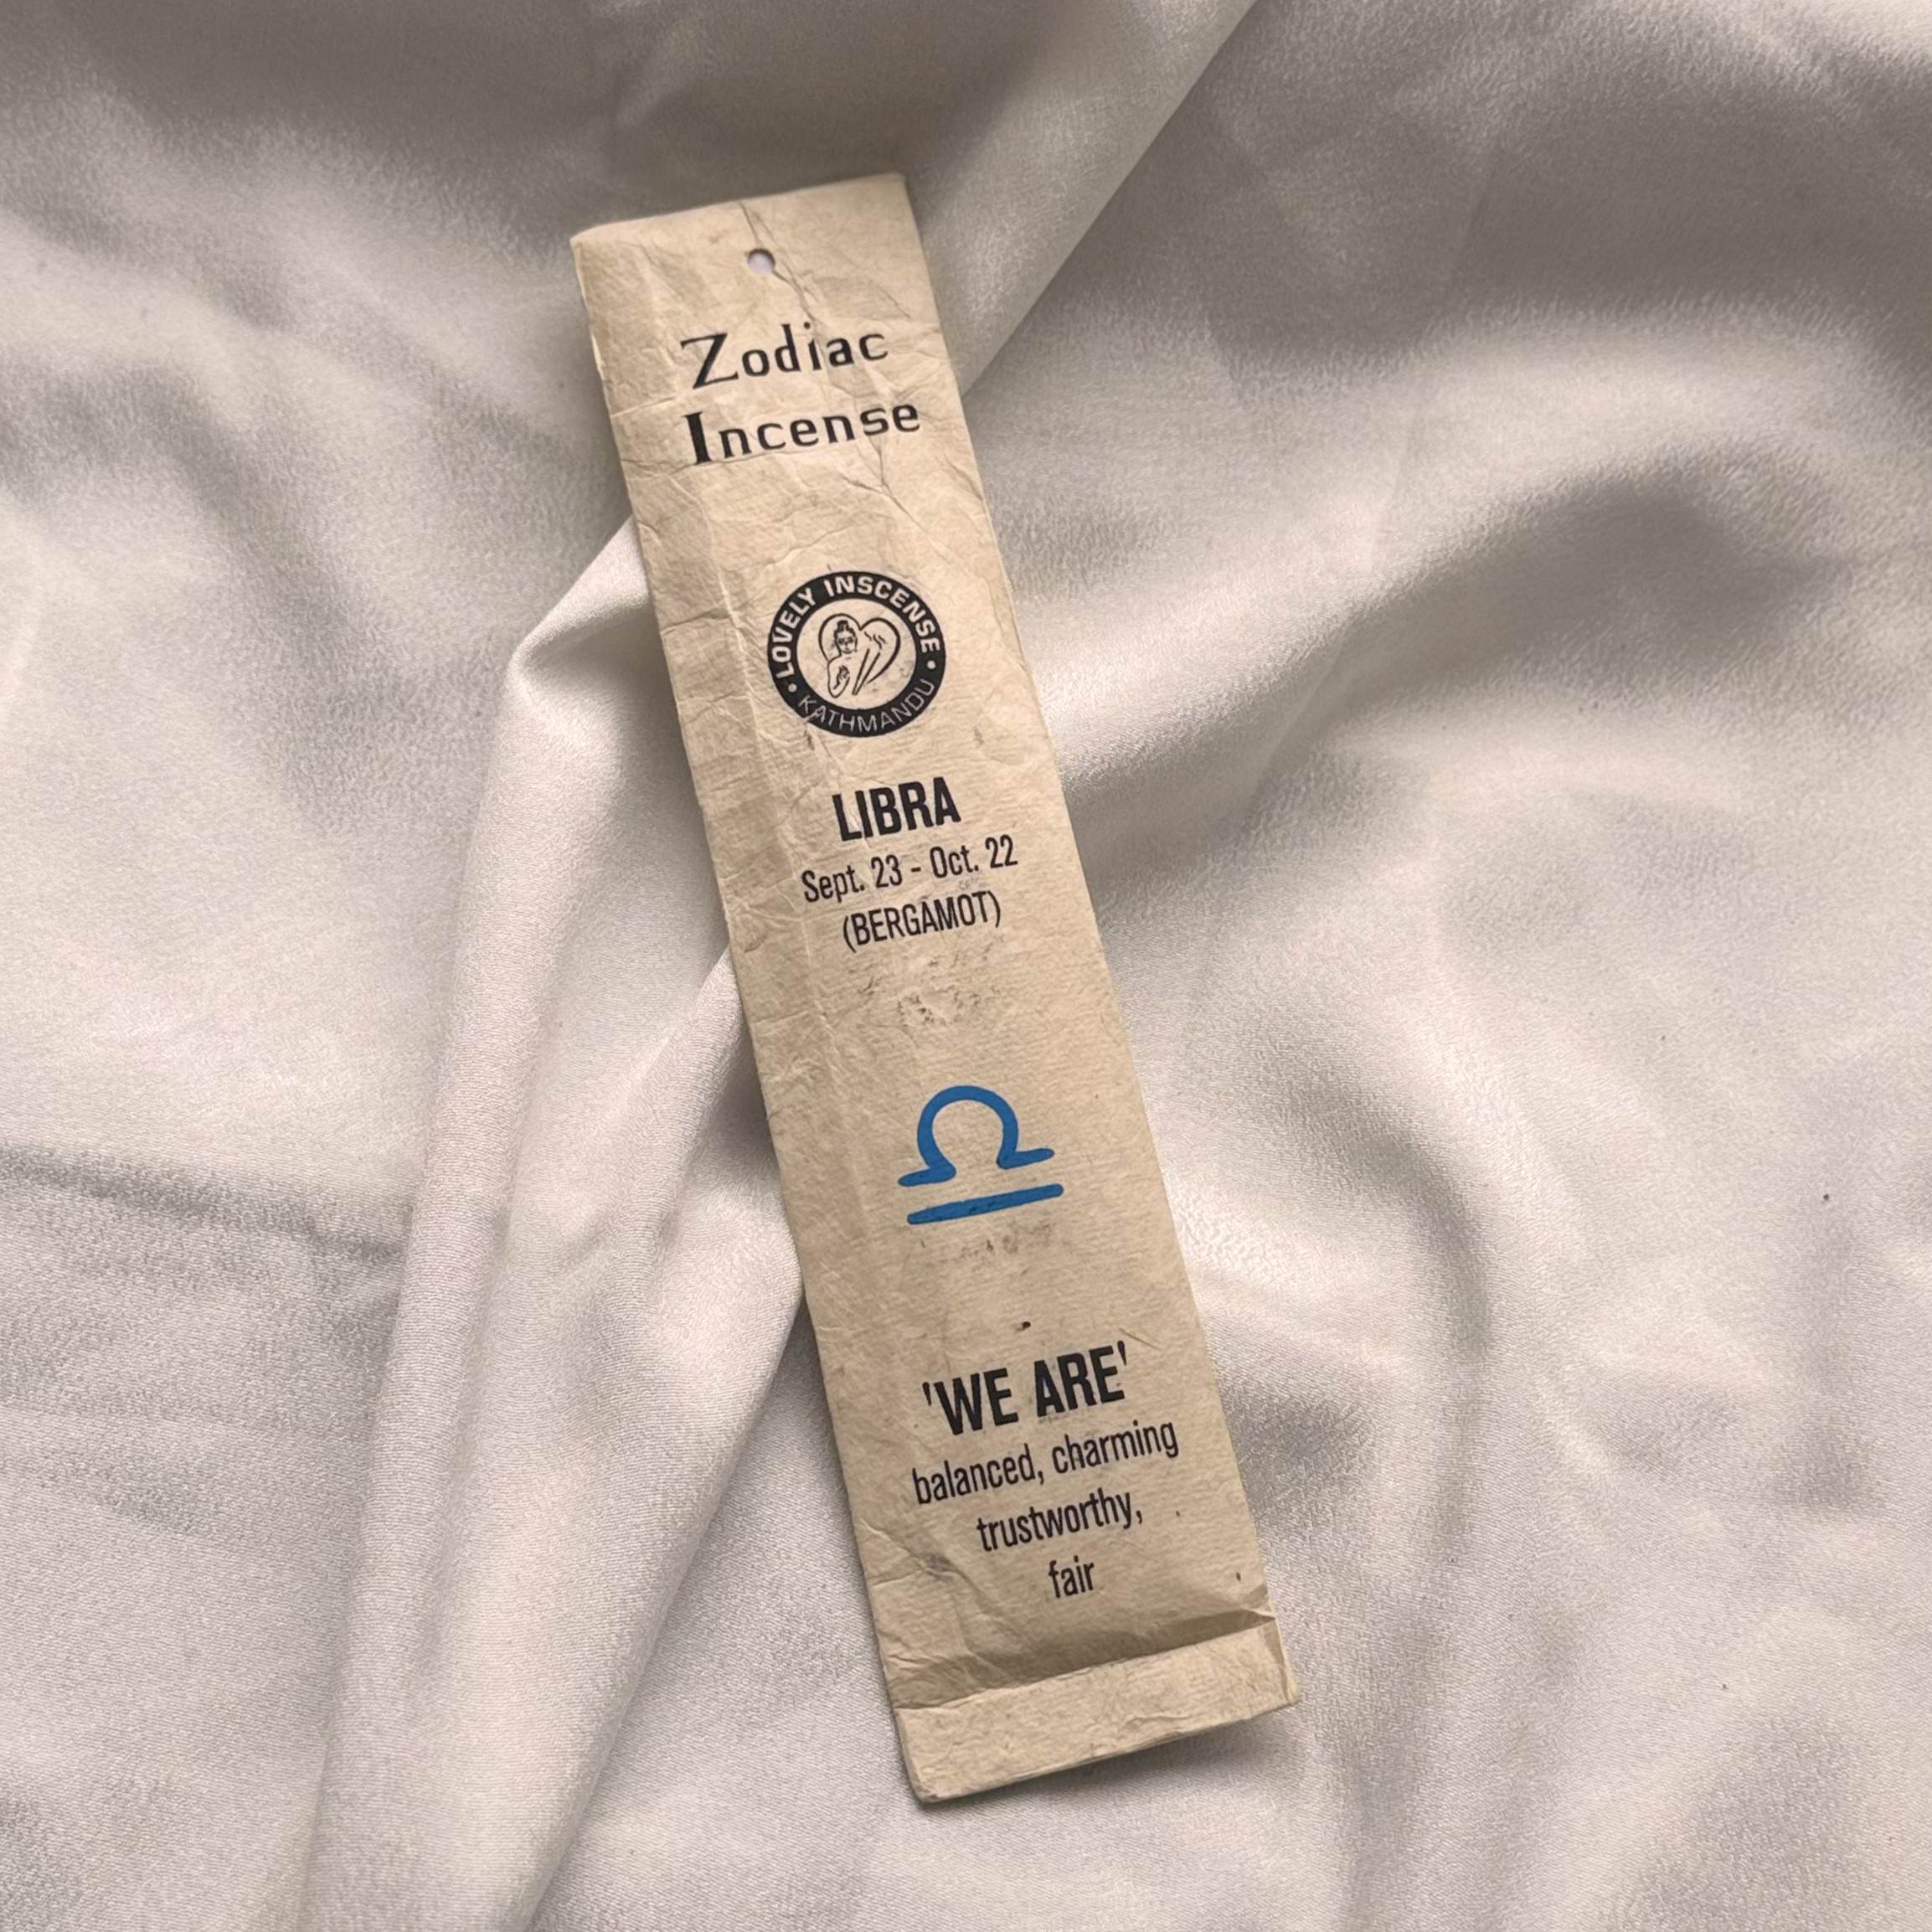 Zodiac
Incense
LOVELY INSCENSE
KATHMANDU
LIBRA
Sept. 23 - Oct. 22
(BERGAMOT)
'WE ARE'
balanced, charming
trustworthy,
fair